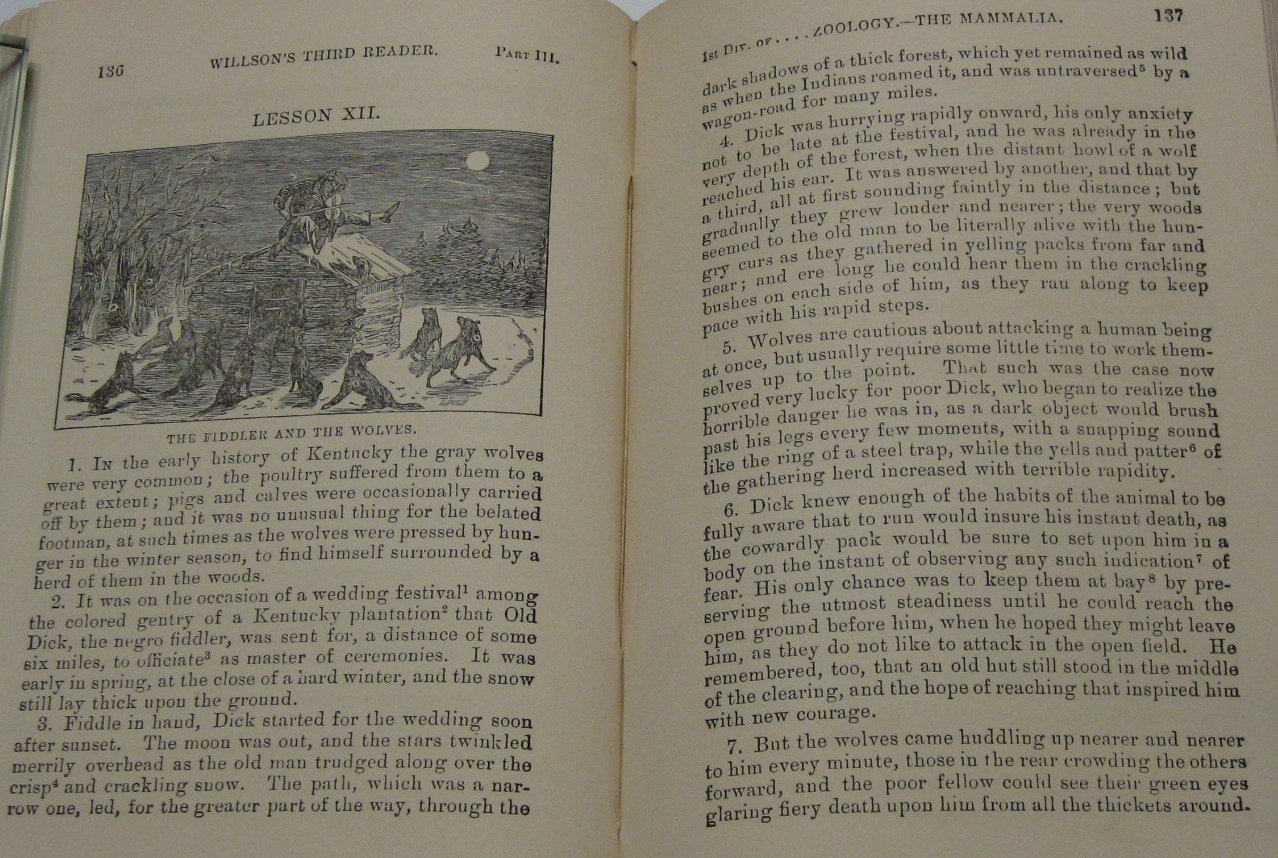 136
WILLSON'S THIRD READER.
PART III.
LESSON XII.
THE FIDDLER AND THE WOLVES.
1. IN the early history of Kentucky the gray wolves
were very common; the poultry suffered from them to a
great extent; pigs and calves were occasionally carried
off by them; and it was no unusual thing for the belated
footman, at such times as the wolves were pressed by hun-
ger in the winter season, to find himself surrounded by a
herd of them in the woods.
2. It was on the occasion of a wedding festival¹ among
the colored gentry of a Kentucky plantation² that Old
Dick, the negro fiddler, was sent for, a distance of some
six miles, to officiate³ as master of ceremonies. It was
early in spring, at the close of a hard winter, and the snow
still lay thick upon the ground.
3. Fiddle in hand, Dick started for the wedding soon
after sunset. The moon was out, and the stars twinkled
merrily overhead as the old man trudged along over the
crisp⁴ and crackling snow. The path, which was a nar-
row one, led, for the greater part of the way, through the
1st DIV. OF .... ZOOLOGY.—THE MAMMALIA.
137
dark shadows of a thick forest, which yet remained as wild
as when the Indians roamed it, and was untraversed⁵ by a
wagon-road for many miles.
4. Dick was hurrying rapidly onward, his only anxiety
not to be late at the festival, and he was already in the
very depth of the forest, when the distant howl of a wolf
reached his ear. It was answered by another, and that by
a third, all at first sounding faintly in the distance; but
gradually they grew louder and nearer; the very woods
seemed to the old man to be literally alive with the hun-
gry curs as they gathered in yelling packs from far and
near; and ere long he could hear them in the crackling
bushes on each side of him, as they ran along to keep
pace with his rapid steps.
5. Wolves are cautious about attacking a human being
at once, but usually require some little time to work them-
selves up to the point. That such was the case now
proved very lucky for poor Dick, who began to realize the
horrible danger he was in, as a dark object would brush
past his legs every few moments, with a snapping sound
like the ring of a steel trap, while the yells and patter⁶ of
the gathering herd increased with terrible rapidity.
6. Dick knew enough of the habits of the animal to be
fully aware that to run would insure his instant death, as
the cowardly pack would be sure to set upon him in a
body on the instant of observing any such indication⁷ of
fear. His only chance was to keep them at bay⁸ by pre-
serving the utmost steadiness until he could reach the
open ground before him, when he hoped they might leave
him, as they do not like to attack in the open field. He
remembered, too, that an old hut still stood in the middle
of the clearing, and the hope of reaching that inspired him
with new courage.
7. But the wolves came huddling up nearer and nearer
to him every minute, those in the rear crowding the others
forward, and the poor fellow could see their green eyes
glaring fiery death upon him from all the thickets around.